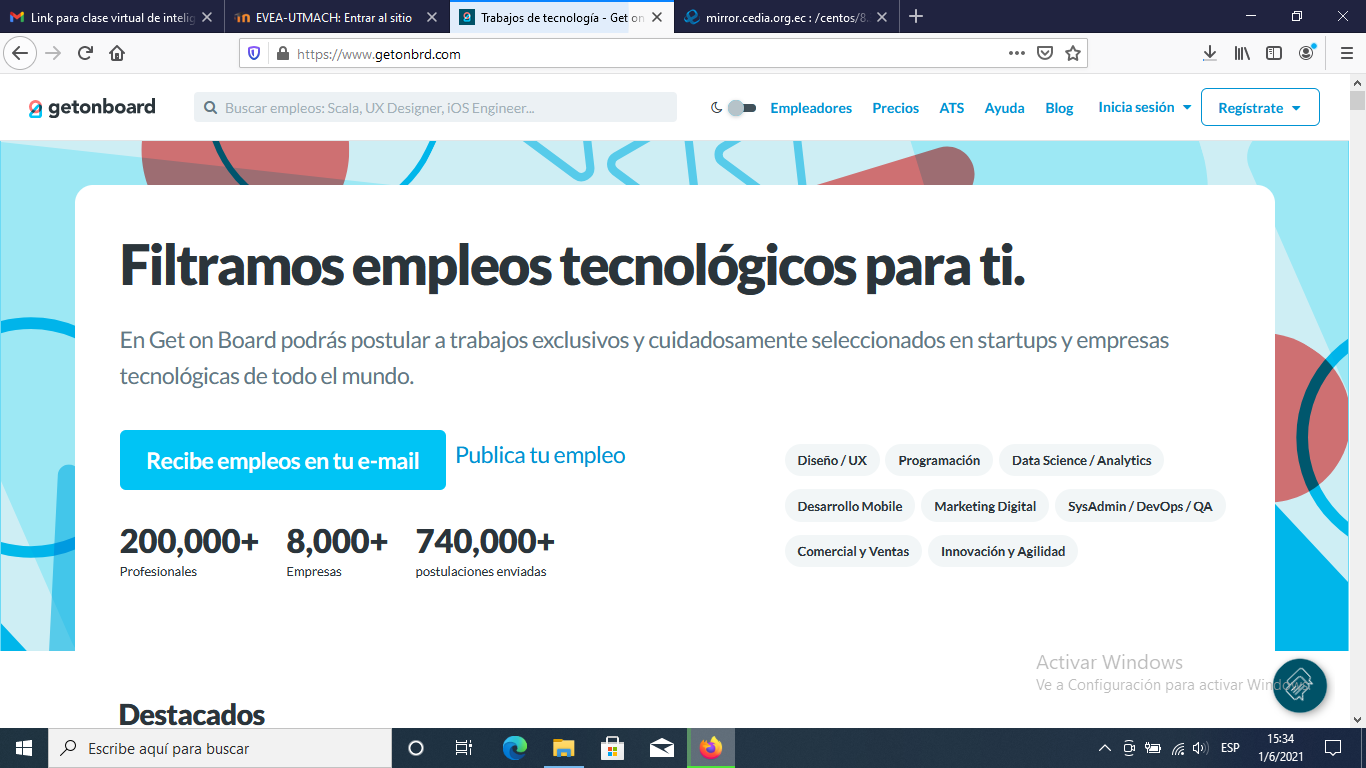 Link para clase virtual de intelig
EVEA-UTMACH: Entrar al sitio
Trabajos de tecnología - Get on
mirror.cedia.org.ec : /centos/8.
https://www.getonbrd.com
getonboard
Buscar empleos: Scala, UX Designer, iOS Engineer...
Empleadores
Precios
ATS
Ayuda
Blog
Inicia sesión
Regístrate
Filtramos empleos tecnológicos para ti.
En Get on Board podrás postular a trabajos exclusivos y cuidadosamente seleccionados en startups y empresas
tecnológicas de todo el mundo.
Recibe empleos en tu e-mail
Publica tu empleo
Diseño / UX
Programación
Data Science / Analytics
Desarrollo Mobile
Marketing Digital
SysAdmin / DevOps / QA
Comercial y Ventas
Innovación y Agilidad
200,000+
Profesionales
8,000+
Empresas
740,000+
postulaciones enviadas
Activar Windows
Ve a Configuración para activar Windows.
Destacados
Escribe aquí para buscar
ESP
15:34
1/6/2021